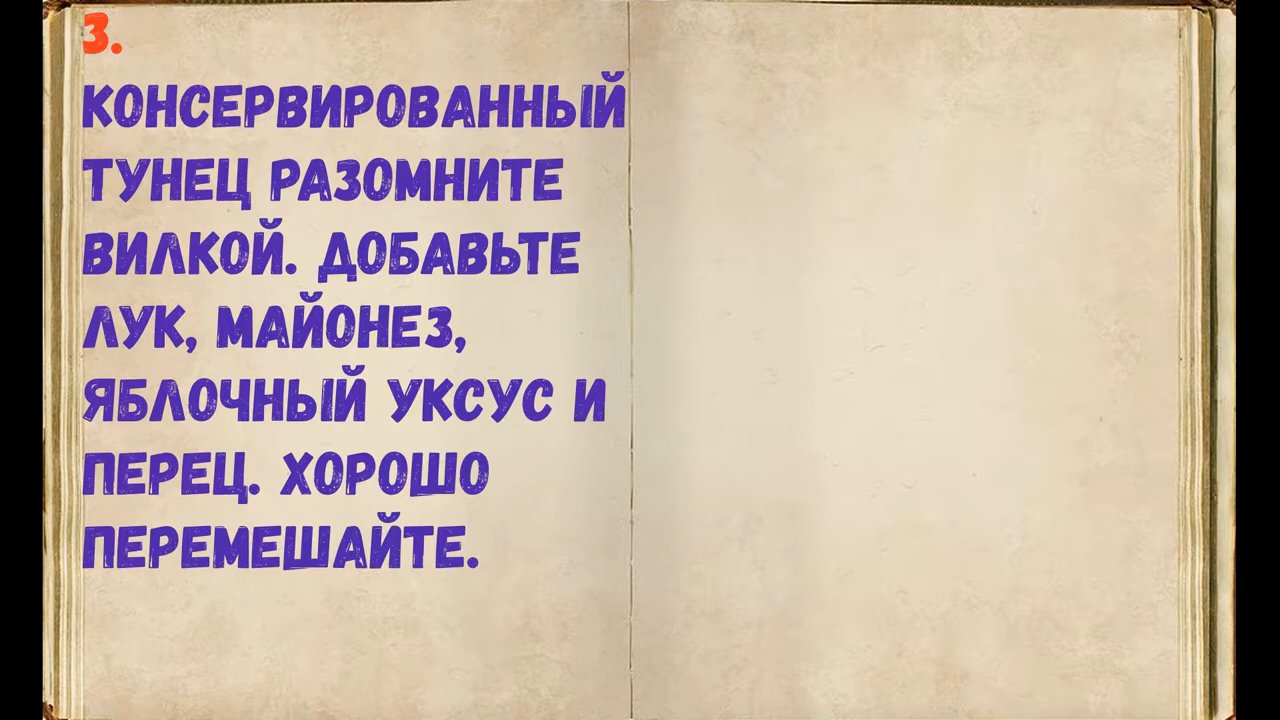 3.
КОНСЕРВИРОВАННЫЙ
ТУНЕЦ РАЗОМНИТЕ
ВИЛКОЙ. ДОБАВЬТЕ
ЛУК, МАЙОНЕЗ,
ЯБЛОЧНЫЙ УКСУС И
ПЕРЕЦ. ХОРОШО
ПЕРЕМЕШАЙТЕ.